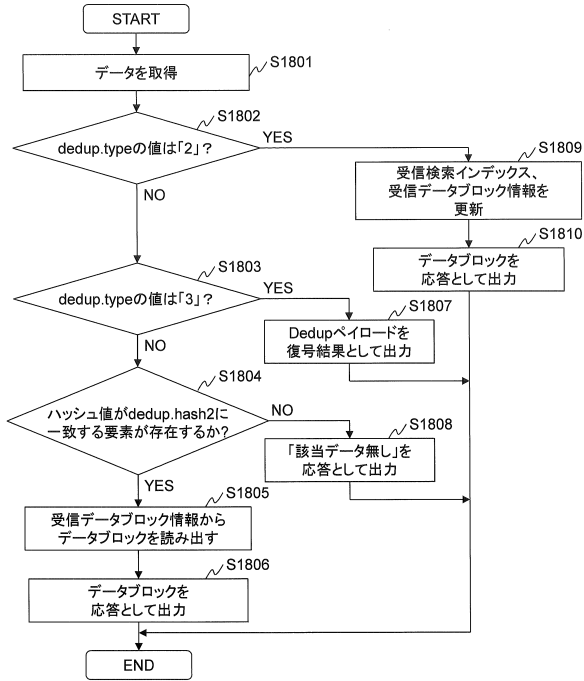 START
データを取得
S1801
S1802
dedup.typeの値は「2」？
YES
NO
S1809
受信検索インデックス、
受信データブロック情報を
更新
S1810
データブロックを
応答として出力
S1803
dedup.typeの値は「3」？
YES
NO
S1807
Dedupペイロードを
復号結果として出力
S1804
ハッシュ値がdedup.hash2に
一致する要素が存在するか?
NO
YES
S1808
「該当データ無し」を
応答として出力
S1805
受信データブロック情報から
データブロックを読み出す
S1806
データブロックを
応答として出力
END